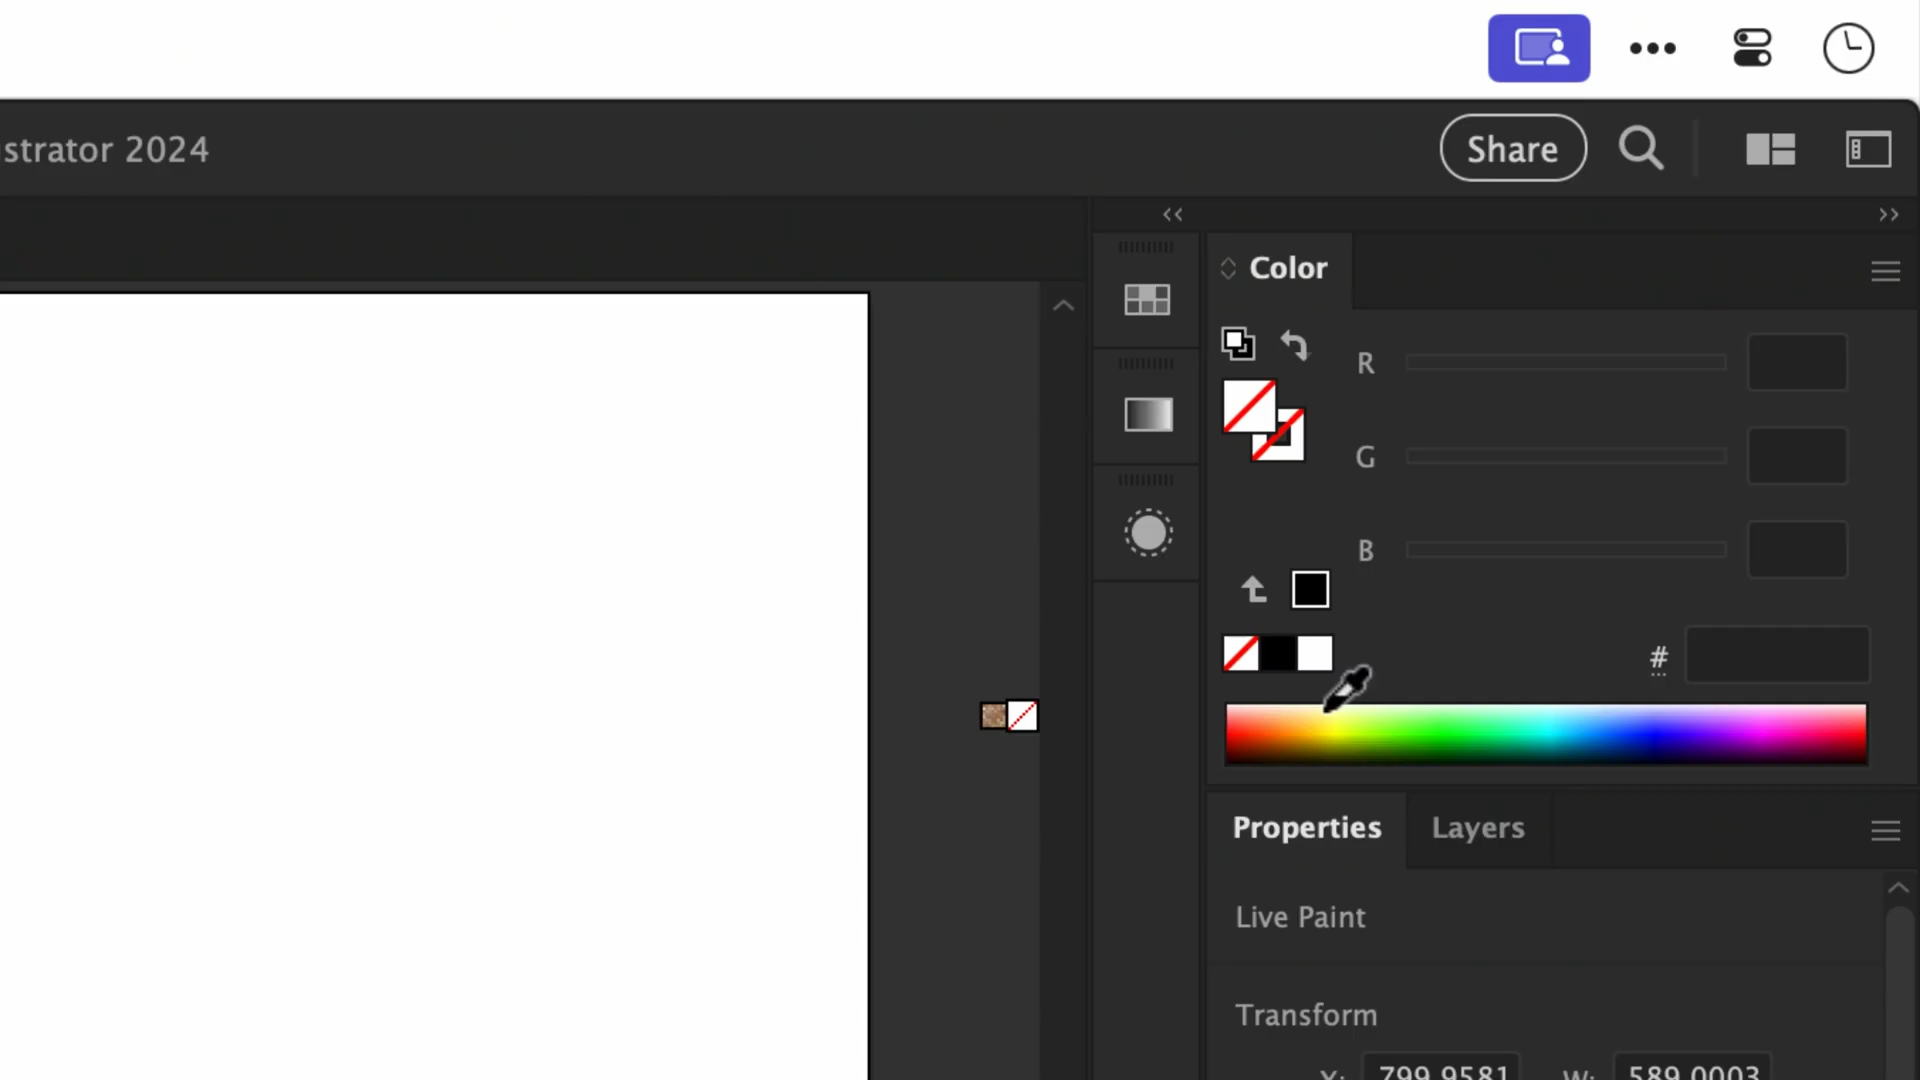 strator 2024
Share
Color
R
G
B
#
Properties Layers
Live Paint
Transform
X: 799.9581 W: 589.0003